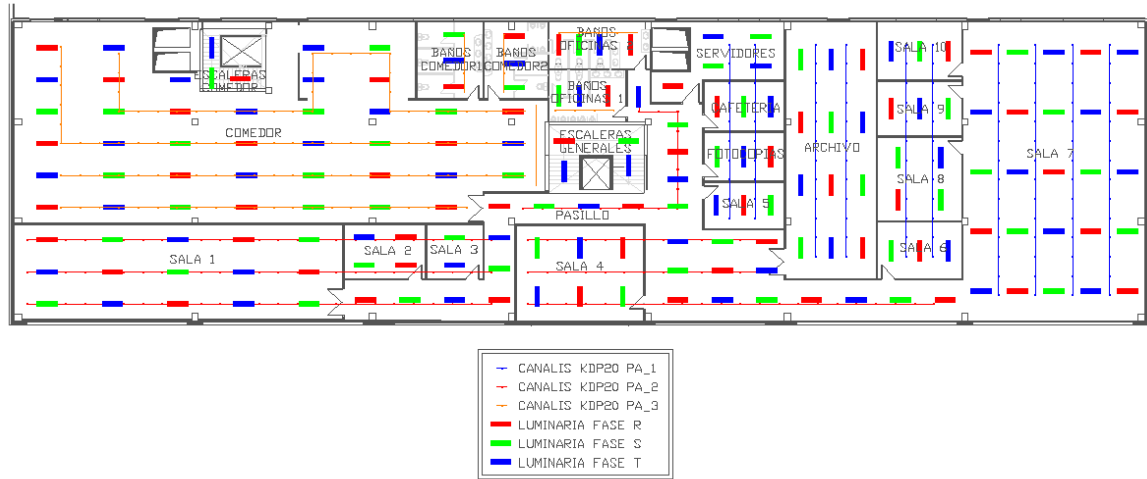 BAÑOS
OFICINAS 2
BAÑOS
COMEDOR1
BAÑOS
COMEDOR2
SERVIDORES
SALA 10
ESCALERAS
COMEDOR
BAÑOS
OFICINAS 1
CAFETERIA
SALA 9
COMEDOR
ESCALERAS
GENERALES
FOTOCOPIAS
ARCHIVO
SALA 7
SALA 8
PASILLO
SALA 5
SALA 1
SALA 2
SALA 3
SALA 4
SALA 6
CANALIS KDP20 PA_1
CANALIS KDP20 PA_2
CANALIS KDP20 PA_3
LUMINARIA FASE R
LUMINARIA FASE S
LUMINARIA FASE T